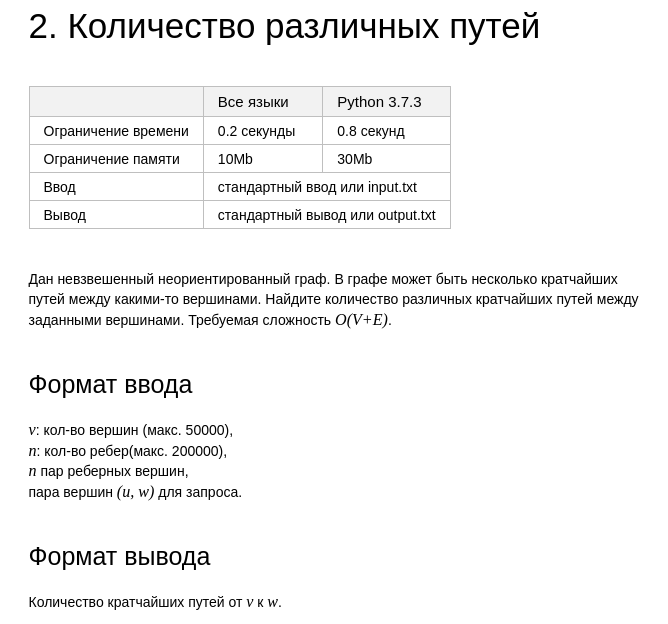 2. Количество различных путей
Все языки Python 3.7.3
Ограничение времени 0.2 секунды 0.8 секунд
Ограничение памяти 10Mb 30Mb
Ввод стандартный ввод или input.txt
Вывод стандартный вывод или output.txt
Дан невзвешенный неориентированный граф. В графе может быть несколько кратчайших
путей между какими-то вершинами. Найдите количество различных кратчайших путей между
заданными вершинами. Требуемая сложность O(V+E).
Формат ввода
v: кол-во вершин (макс. 50000),
n: кол-во ребер(макс. 200000),
n пар реберных вершин,
пара вершин (u, w) для запроса.
Формат вывода
Количество кратчайших путей от v к w.